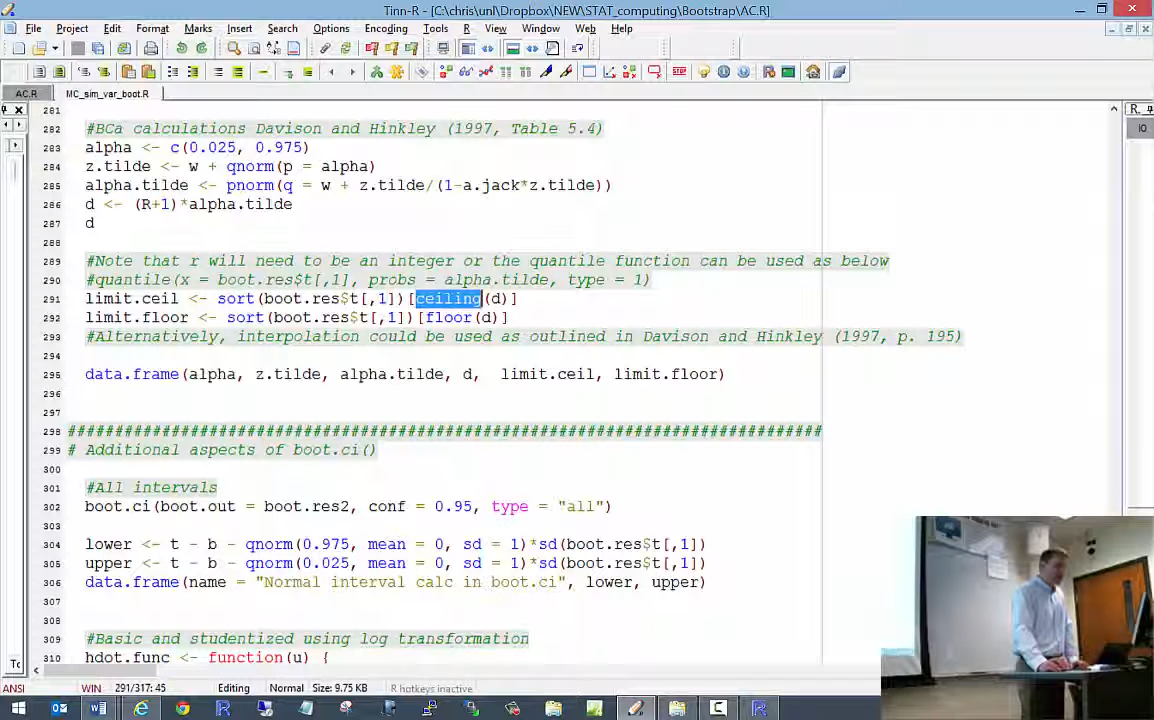 Tinn-R - [C:\chris\unl\Dropbox\NEW\STAT_computing\Bootstrap\AC.R]
File Project Edit Format Marks Insert Search Options Encoding Tools R View Window Web Help
AC.R MC_sim_var_boot.R
281
282 #BCa calculations Davison and Hinkley (1997, Table 5.4)
283 alpha <- c(0.025, 0.975)
284 z.tilde <- w + qnorm(p = alpha)
285 alpha.tilde <- pnorm(q = w + z.tilde/(1-a.jack*z.tilde))
286 d <- (R+1)*alpha.tilde
287 d
288
289 #Note that r will need to be an integer or the quantile function can be used as below
290 #quantile(x = boot.res$t[,1], probs = alpha.tilde, type = 1)
291 limit.ceil <- sort(boot.res$t[,1])[ceiling(d)]
292 limit.floor <- sort(boot.res$t[,1])[floor(d)]
293 #Alternatively, interpolation could be used as outlined in Davison and Hinkley (1997, p. 195)
294
295 data.frame(alpha, z.tilde, alpha.tilde, d, limit.ceil, limit.floor)
296
297
298 ################################################################################
299 # Additional aspects of boot.ci()
300
301 #All intervals
302 boot.ci(boot.out = boot.res2, conf = 0.95, type = "all")
303
304 lower <- t - b - qnorm(0.975, mean = 0, sd = 1)*sd(boot.res$t[,1])
305 upper <- t - b - qnorm(0.025, mean = 0, sd = 1)*sd(boot.res$t[,1])
306 data.frame(name = "Normal interval calc in boot.ci", lower, upper)
307
308
309 #Basic and studentized using log transformation
310 hdot.func <- function(u) {
ANSI WIN 291/317: 45 Editing Normal Size: 9.75 KB R hotkeys inactive